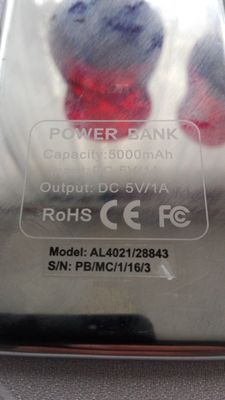 POWER BANK
Capacity:5000mAh
DC 5V/1A
Output: DC 5V/1A
RoHS CE FC
Model: AL4021/28843
S/N: PB/MC/1/16/3